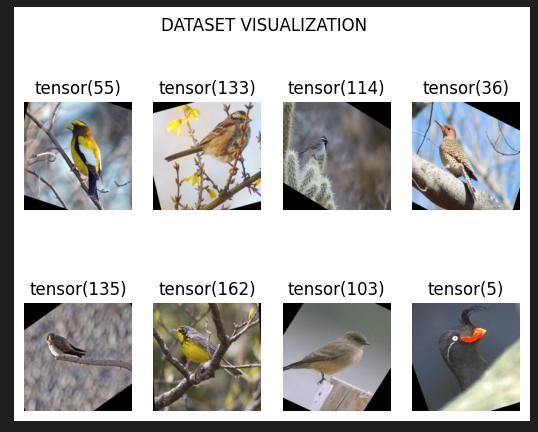 DATASET VISUALIZATION
tensor(55) tensor(133) tensor(114) tensor(36)
tensor(135) tensor(162) tensor(103) tensor(5)